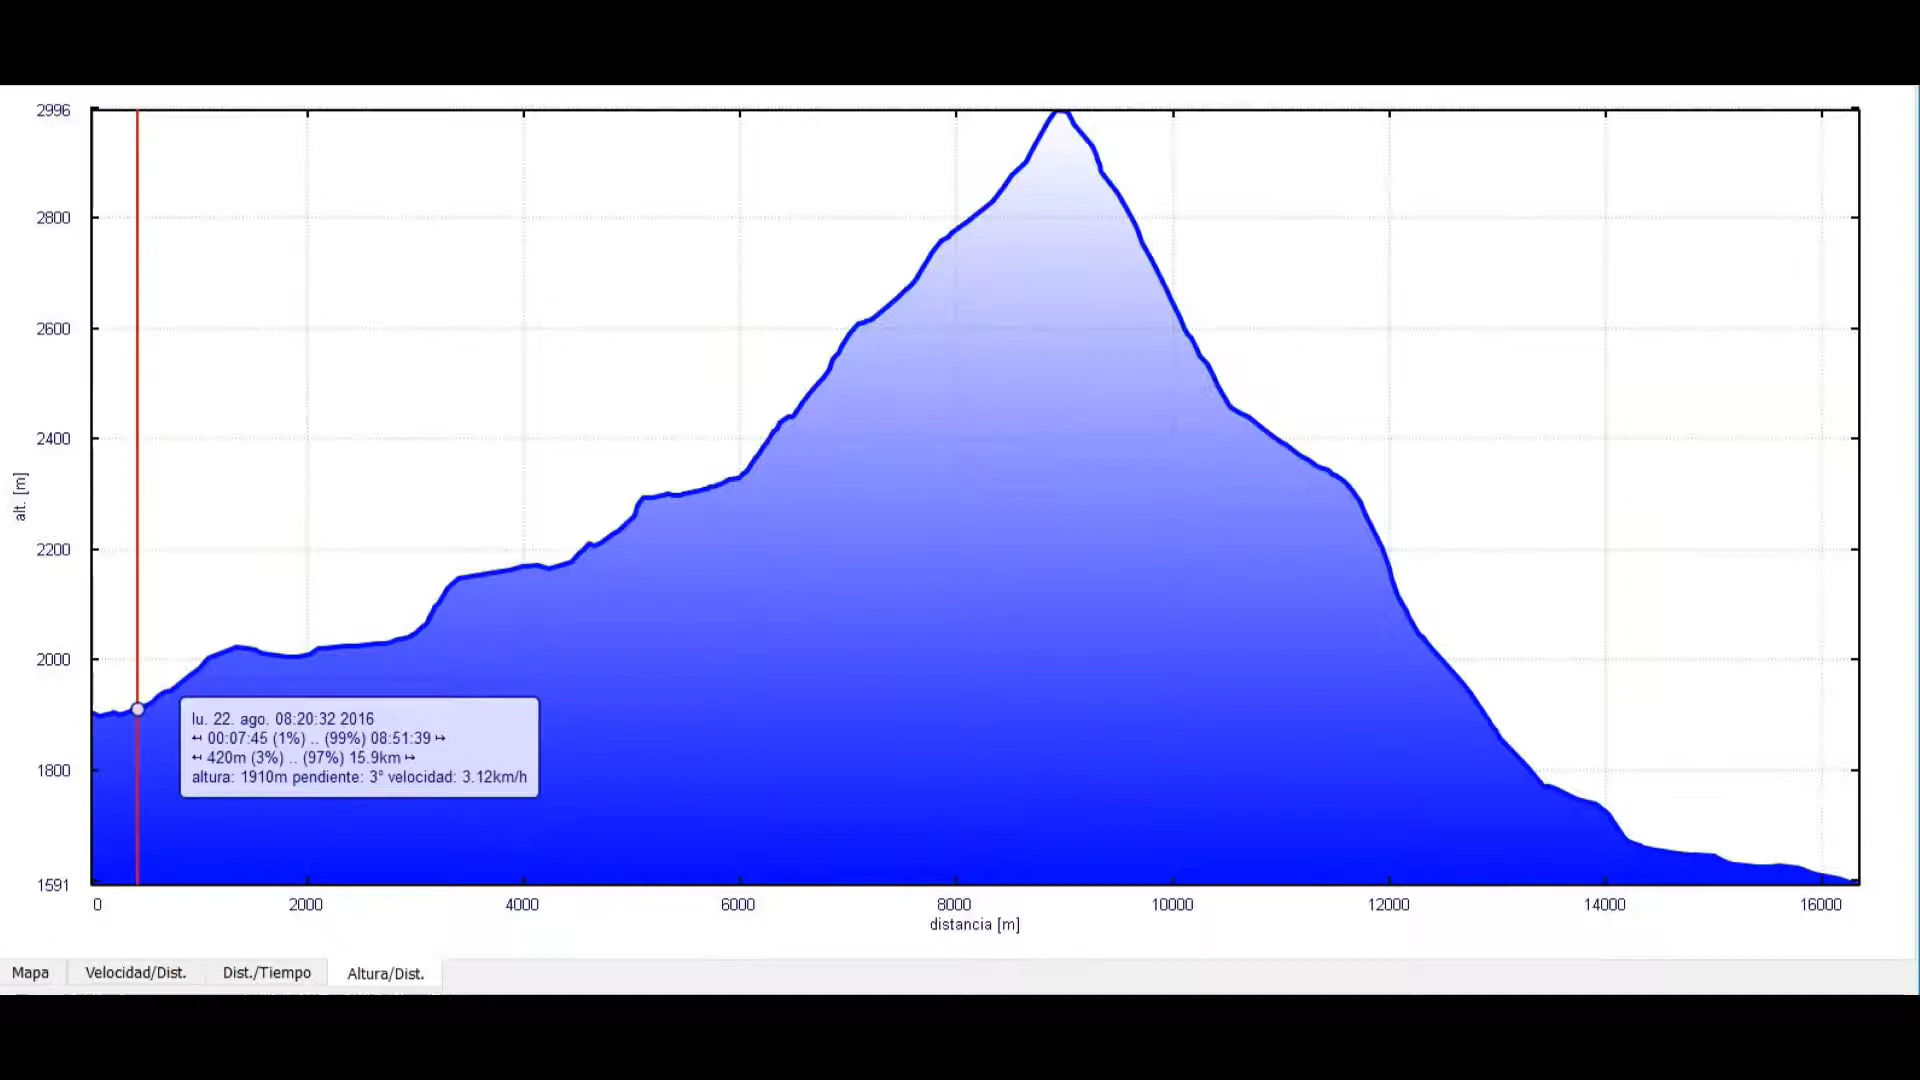 2996
2800
2600
2400
2200
2000
1800
1591
alt. [m]
lu. 22. ago. 08:20:32 2016
↤ 00:07:45 (1%) .. (99%) 08:51:39 ↦
↤ 420m (3%) .. (97%) 15.9km ↦
altura: 1910m pendiente: 3° velocidad: 3.12km/h
0 2000 4000 6000 8000 10000 12000 14000 16000
distancia [m]
Mapa Velocidad/Dist. Dist./Tiempo Altura/Dist.